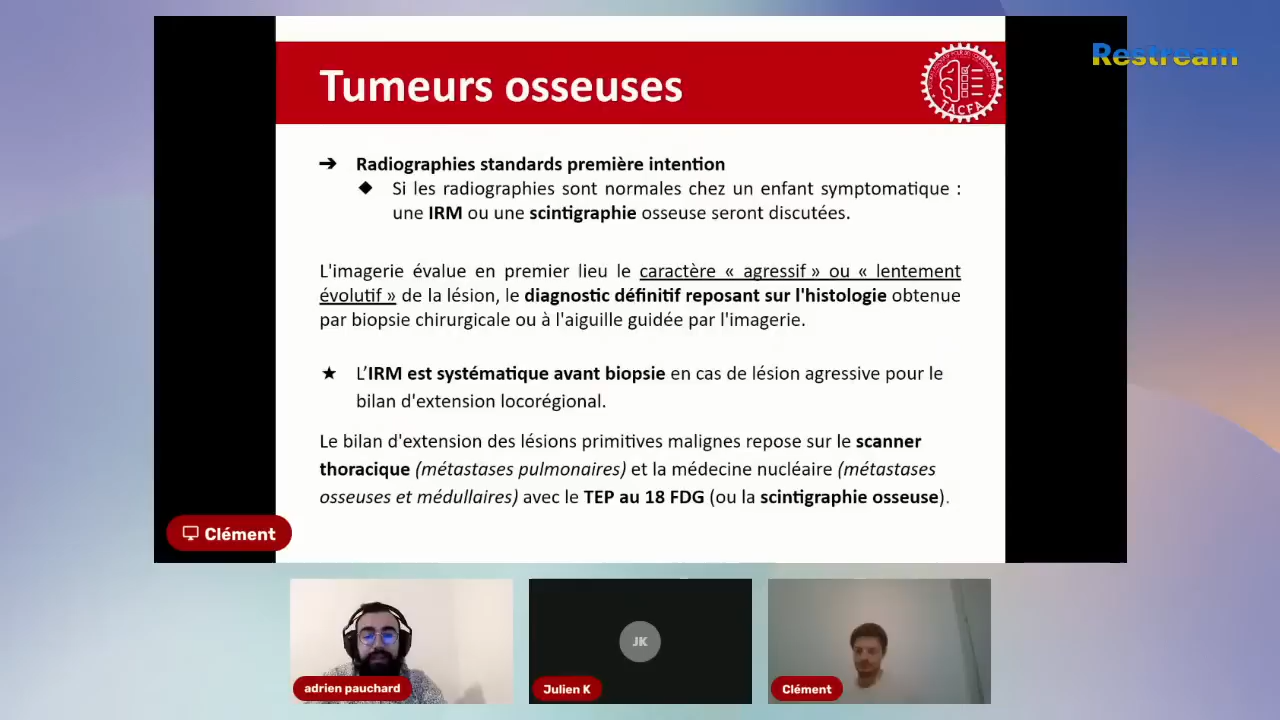 Restream
Tumeurs osseuses
TACFA
➔ Radiographies standards première intention
◆ Si les radiographies sont normales chez un enfant symptomatique :
une IRM ou une scintigraphie osseuse seront discutées.
L'imagerie évalue en premier lieu le caractère « agressif » ou « lentement
évolutif » de la lésion, le diagnostic définitif reposant sur l'histologie obtenue
par biopsie chirurgicale ou à l'aiguille guidée par l'imagerie.
★ L'IRM est systématique avant biopsie en cas de lésion agressive pour le
bilan d'extension locorégional.
Le bilan d'extension des lésions primitives malignes repose sur le scanner
thoracique (métastases pulmonaires) et la médecine nucléaire (métastases
osseuses et médullaires) avec le TEP au 18 FDG (ou la scintigraphie osseuse).
Clément
JK
adrien pauchard
Julien K
Clément